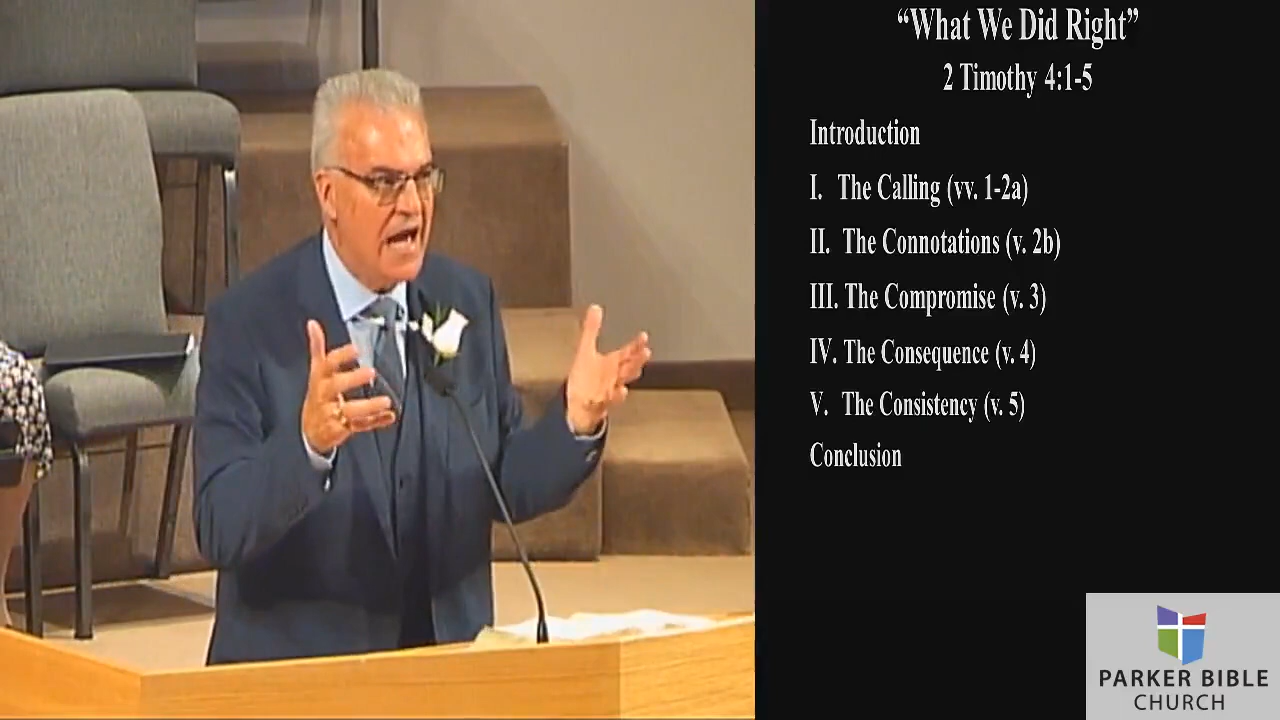 “What We Did Right”
2 Timothy 4:1-5
Introduction
I. The Calling (vv. 1-2a)
II. The Connotations (v. 2b)
III. The Compromise (v. 3)
IV. The Consequence (v. 4)
V. The Consistency (v. 5)
Conclusion
PARKER BIBLE
CHURCH